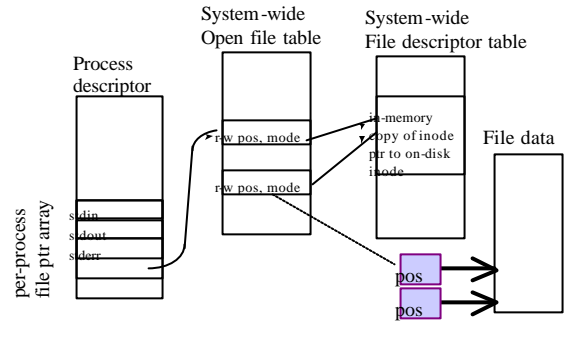 System-wide
Open file table
System-wide
File descriptor table
Process
descriptor
r-w pos, mode
r-w pos, mode
in-memory
copy of inode
ptr to on-disk
inode
File data
per-process
file ptr array
stdin
stdout
stderr
pos
pos